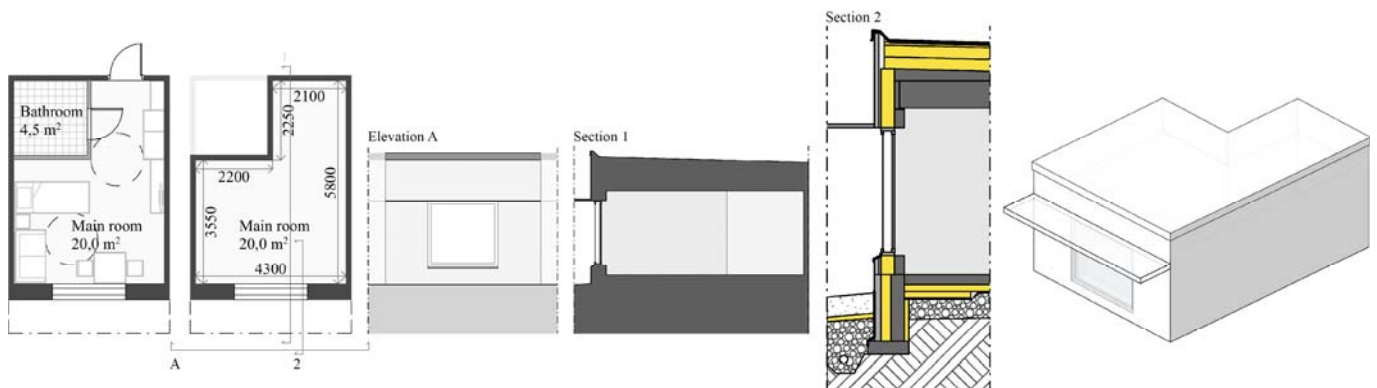 Bathroom
4,5 m²
Main room
20,0 m²
2100
2250
2200
5800
3550
Main room
20,0 m²
4300
A
2
Elevation A
Section 1
Section 2